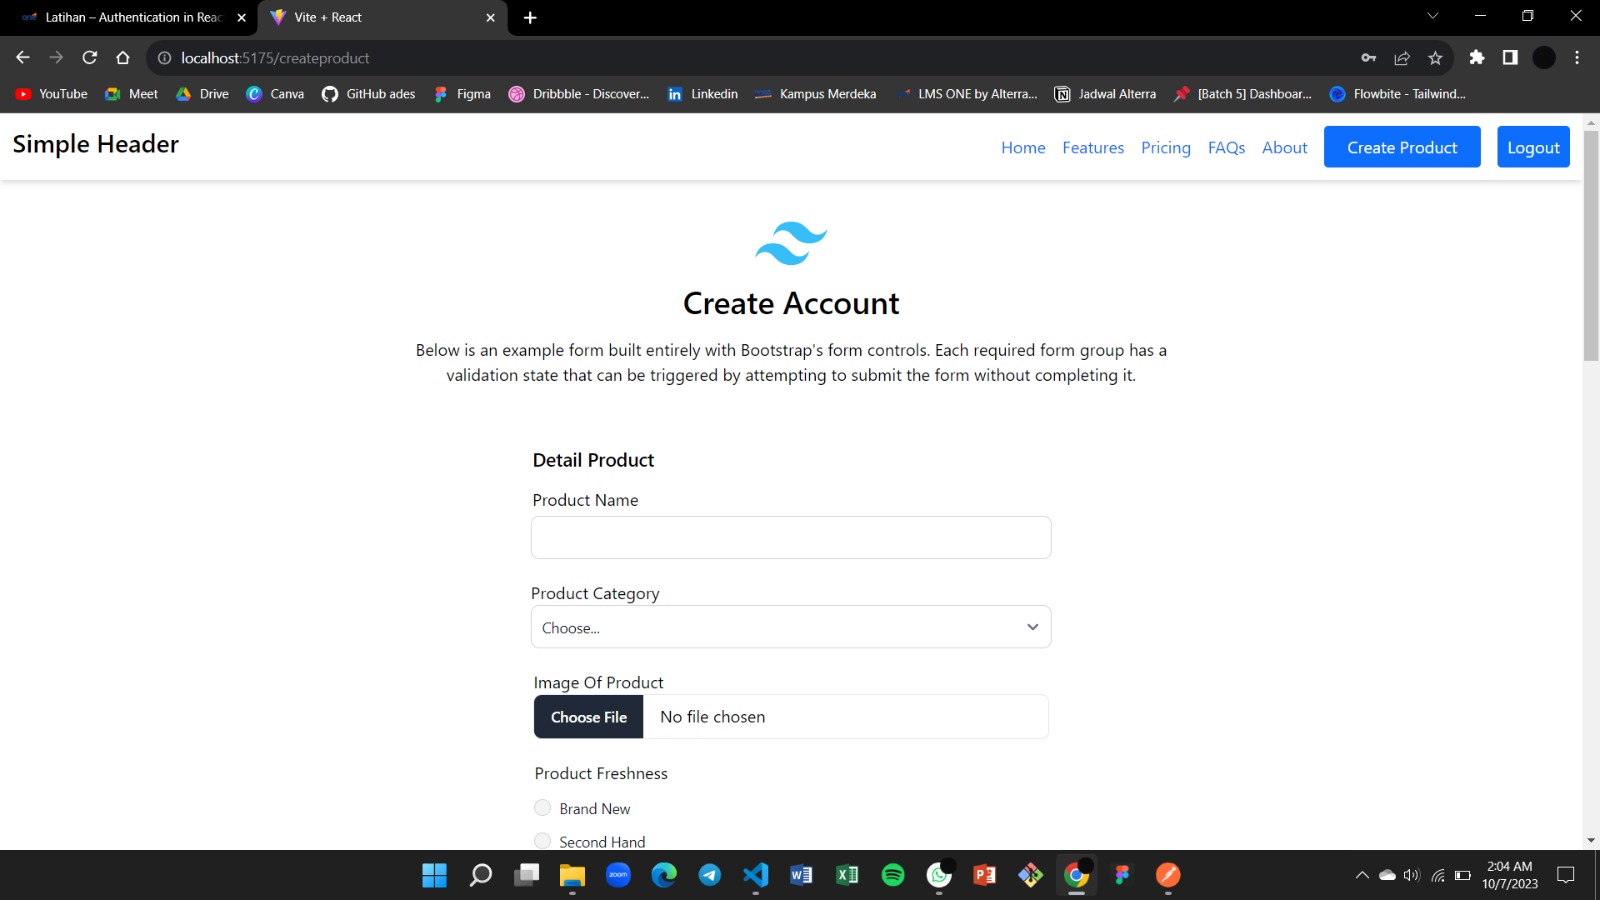 Latihan – Authentication in Reac
Vite + React
localhost:5175/createproduct
YouTube
Meet
Drive
Canva
GitHub ades
Figma
Dribbble - Discover...
Linkedin
Kampus Merdeka
LMS ONE by Alterra...
Jadwal Alterra
[Batch 5] Dashboar...
Flowbite - Tailwind...
Simple Header
Home
Features
Pricing
FAQs
About
Create Product
Logout
Create Account
Below is an example form built entirely with Bootstrap's form controls. Each required form group has a
validation state that can be triggered by attempting to submit the form without completing it.
Detail Product
Product Name
Product Category
Choose...
Image Of Product
Choose File
No file chosen
Product Freshness
Brand New
Second Hand
zoom
2:04 AM
10/7/2023